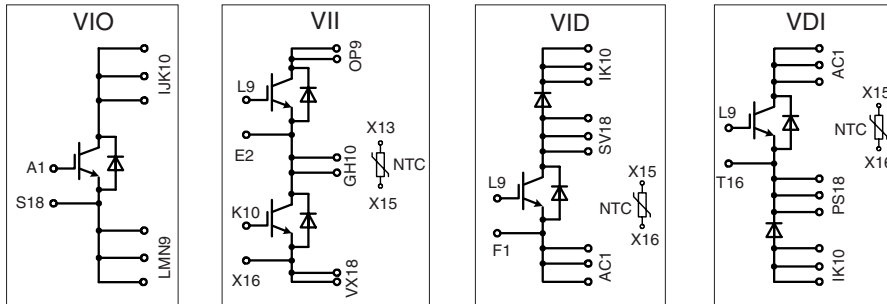 VIO
IJK10
A1
S18
LMN9
VII
OP9
L9
E2
X13
NTC
GH10
X15
K10
X16
VX18
VID
IK10
SV18
L9
X15
NTC
X16
F1
AC1
VDI
AC1
X15
L9
NTC
X16
T16
PS18
IK10